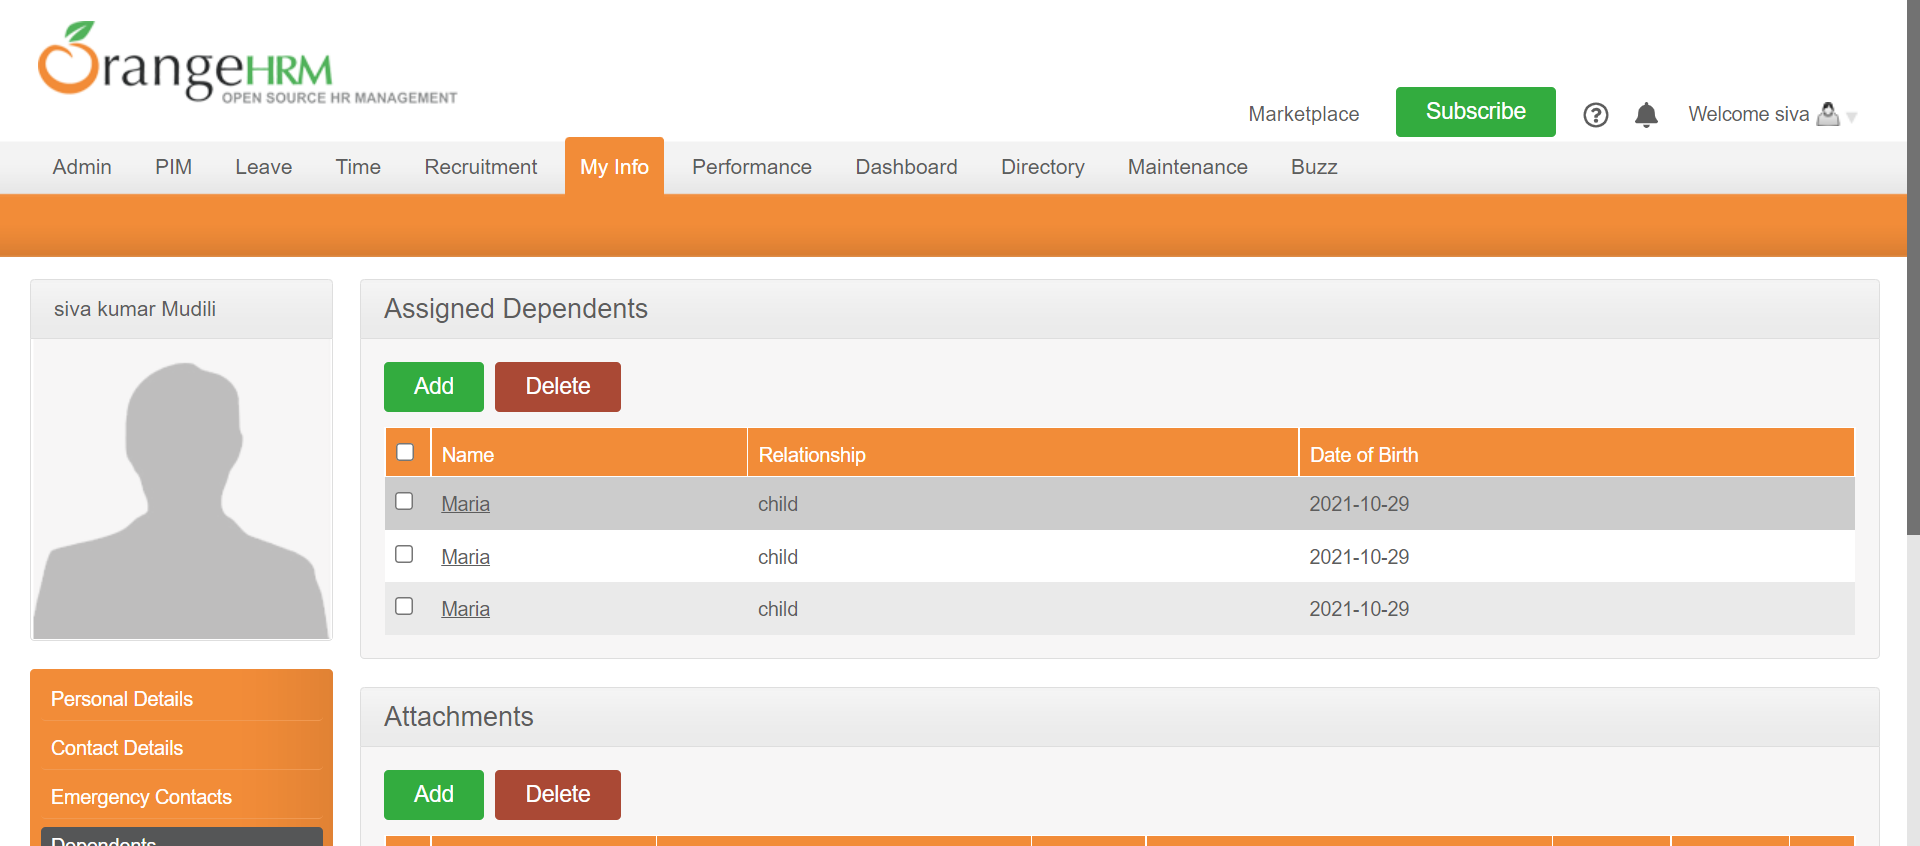 OrangeHRM
OPEN SOURCE HR MANAGEMENT
Marketplace Subscribe Welcome siva
Admin PIM Leave Time Recruitment My Info Performance Dashboard Directory Maintenance Buzz
siva kumar Mudili
Assigned Dependents
Add Delete
Name Relationship Date of Birth
Maria child 2021-10-29
Maria child 2021-10-29
Maria child 2021-10-29
Personal Details
Contact Details
Emergency Contacts
Dependents
Attachments
Add Delete